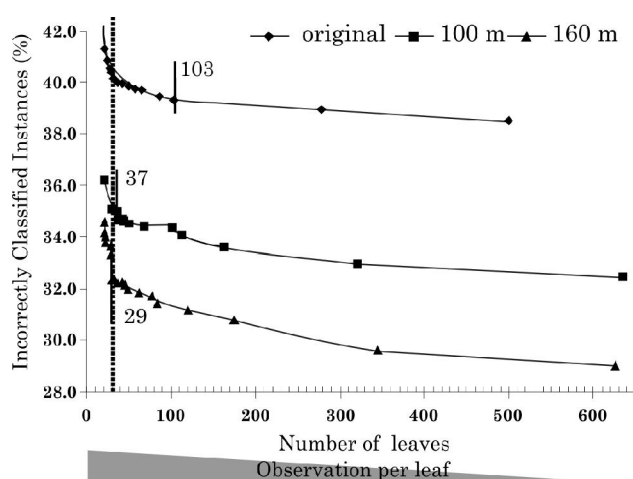 Incorrectly Classified Instances (%)
original 100 m 160 m
42.0
40.0
38.0
36.0
34.0
32.0
30.0
28.0
103
37
29
0 100 200 300 400 500 600
Number of leaves
Observation per leaf